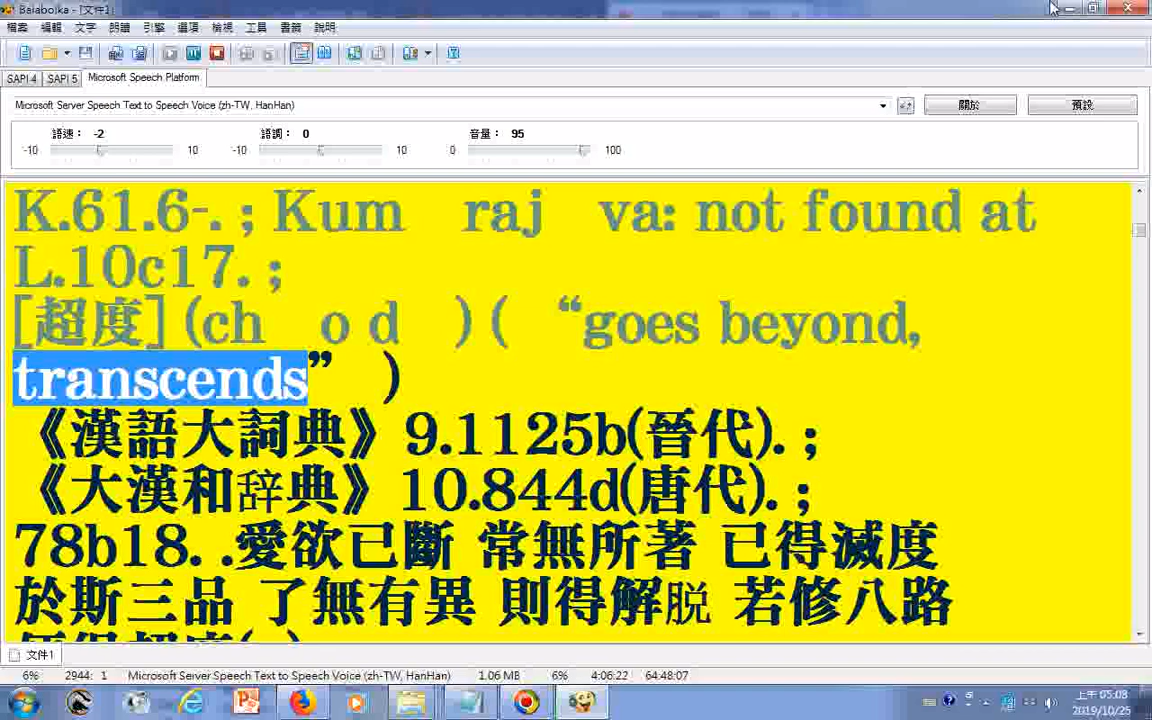 Balabolka - [文件1]
檔案 編輯 文字 朗讀 引擎 選項 檢視 工具 書籤 說明
SAPI 4 SAPI 5 Microsoft Speech Platform
Microsoft Server Speech Text to Speech Voice (zh-TW, HanHan) 關於 預設
語速： -2 語調： 0 音量： 95
-10 10 -10 10 0 100
K.61.6-. ; Kum raj va: not found at
L.10c17. ;
[超度] (ch o d ) ( “goes beyond,
transcends” )
《漢語大詞典》 9.1125b(晉代). ;
《大漢和辞典》 10.844d(唐代). ;
78b18. .愛欲已斷 常無所著 已得滅度
於斯三品 了無有異 則得解脱 若修八路
文件1
6% 2944: 1 Microsoft Server Speech Text to Speech Voice (zh-TW, HanHan) 1.06 MB 6% 4:06:22 64:48:07
上午 05:08
2019/10/25